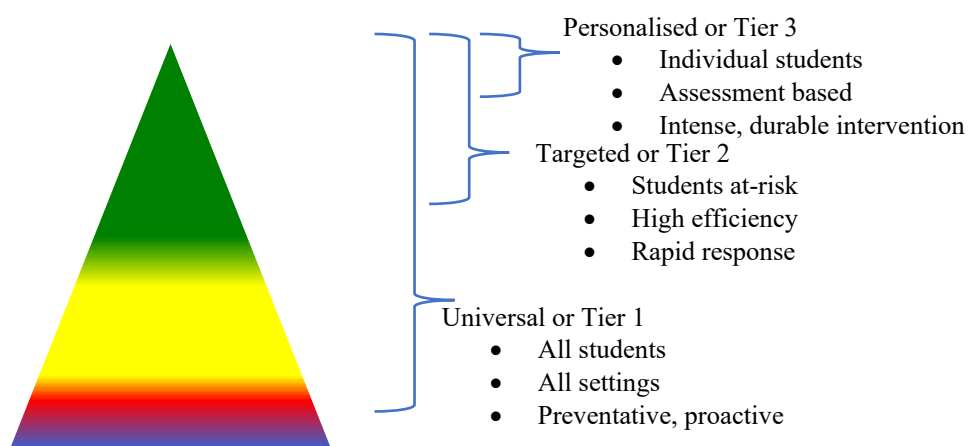 Personalised or Tier 3
• Individual students
• Assessment based
• Intense, durable intervention
Targeted or Tier 2
• Students at-risk
• High efficiency
• Rapid response
Universal or Tier 1
• All students
• All settings
• Preventative, proactive